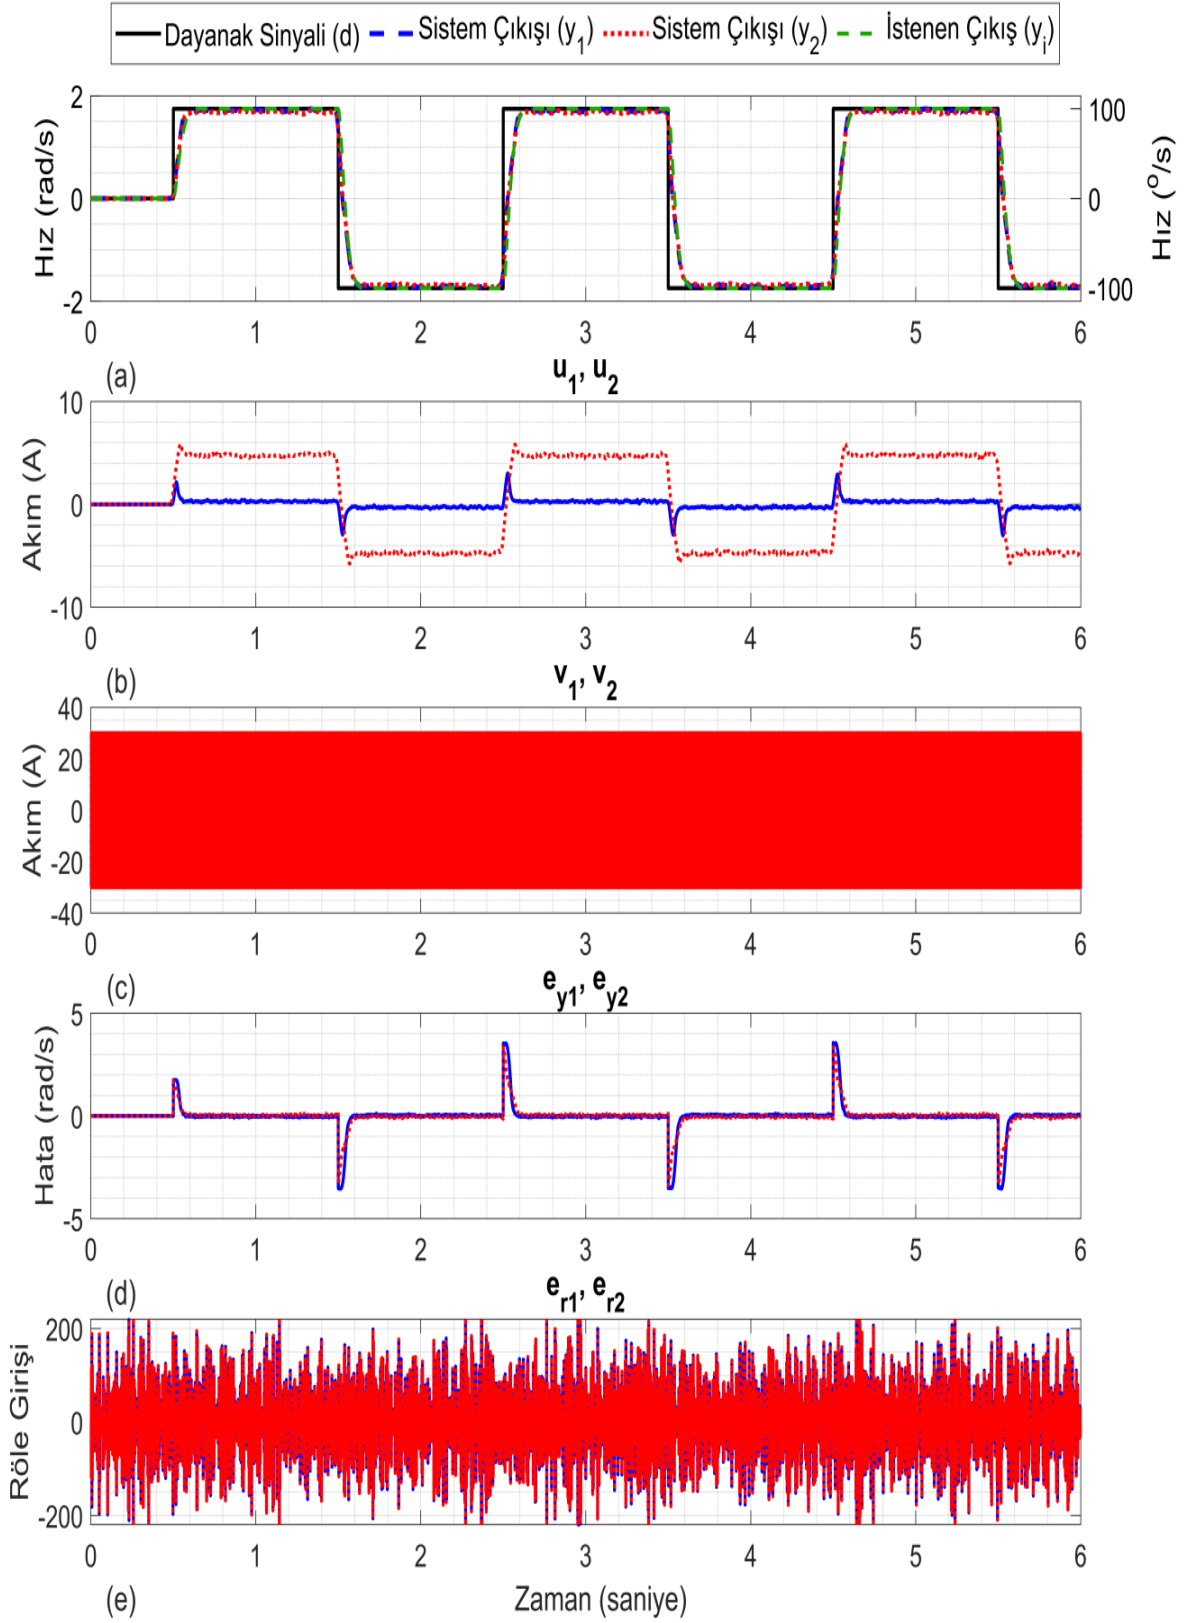 Dayanak Sinyali (d) Sistem Çıkışı (y1) Sistem Çıkışı (y2) İstenen Çıkış (yi)
2
0
-2
Hız (rad/s)
100
0
-100
Hız (o/s)
0 1 2 3 4 5 6
(a)
u1, u2
10
0
-10
Akım (A)
0 1 2 3 4 5 6
(b)
v1, v2
40
20
0
-20
-40
Akım (A)
0 1 2 3 4 5 6
(c)
ey1, ey2
5
0
-5
Hata (rad/s)
0 1 2 3 4 5 6
(d)
er1, er2
200
0
-200
Röle Girişi
0 1 2 3 4 5 6
(e)
Zaman (saniye)